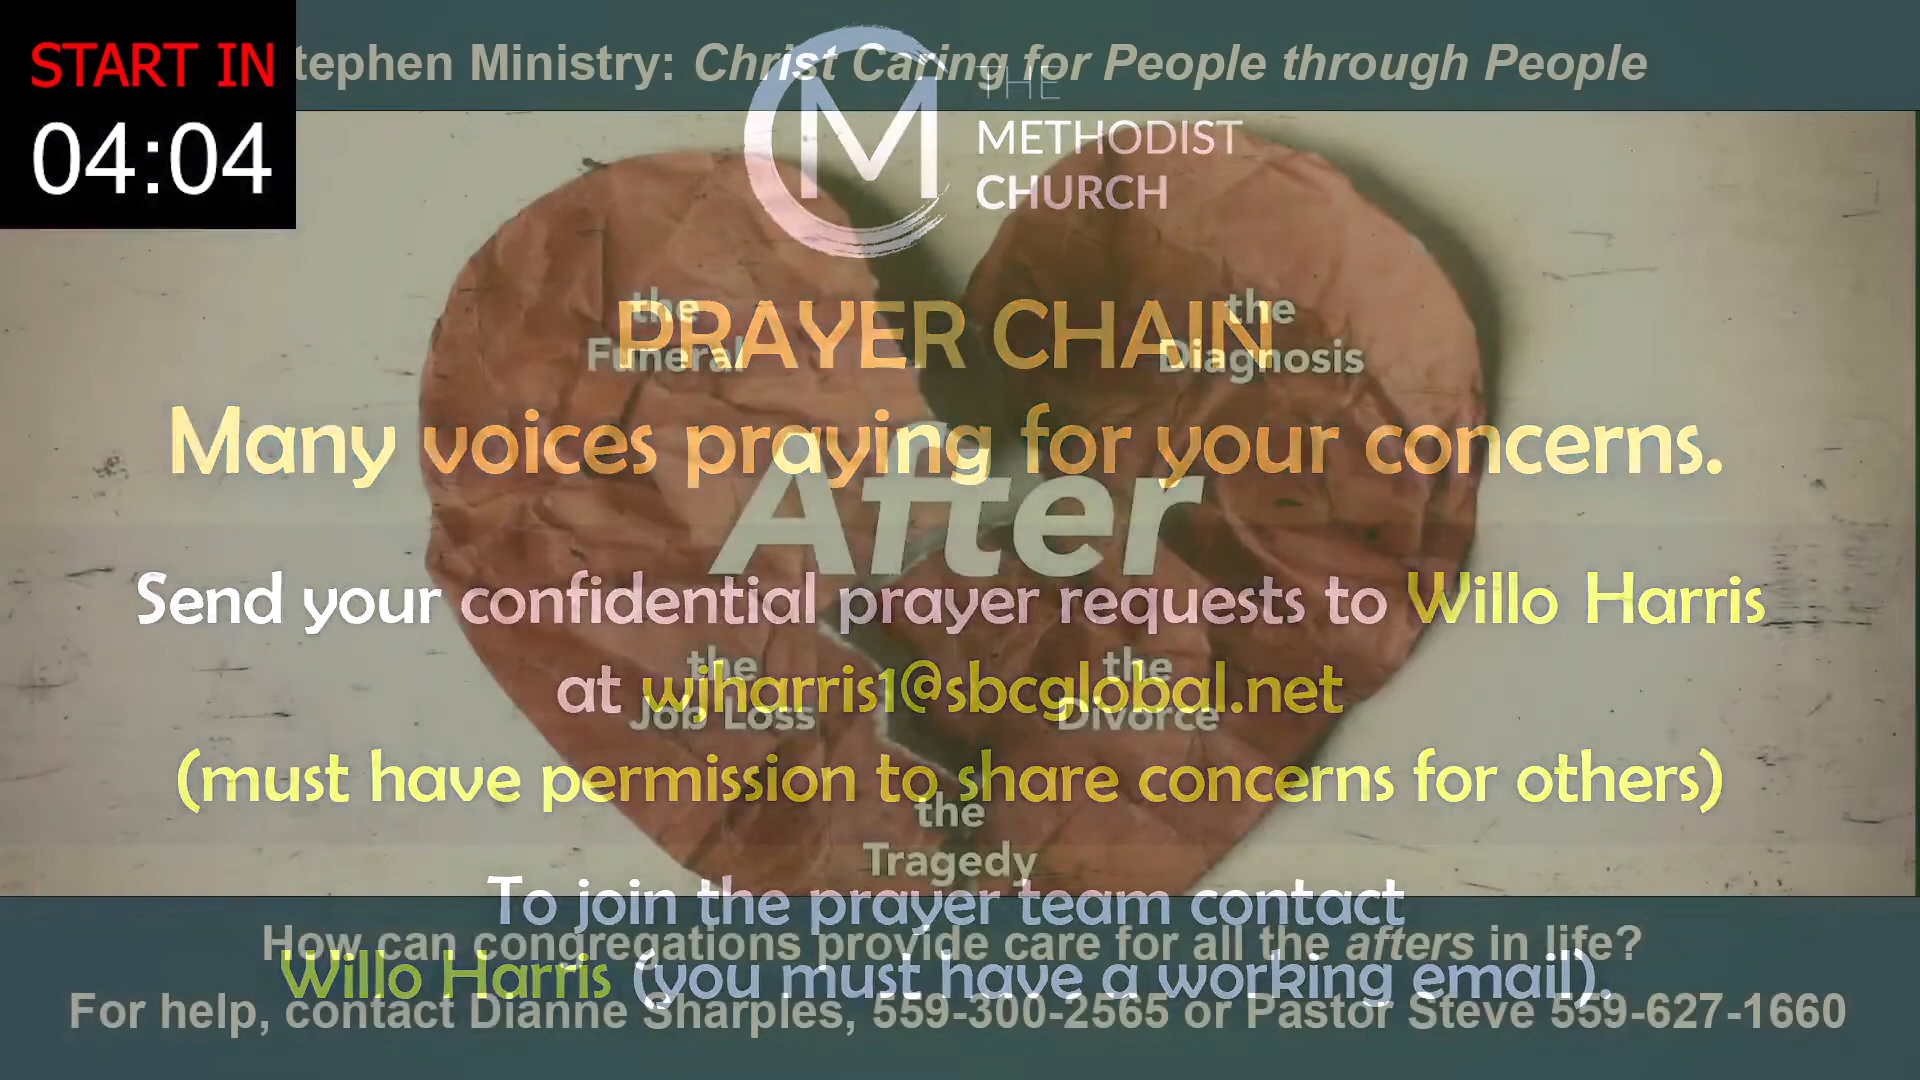 START IN
04:04
tephen Ministry: Christ Caring for People through People
THE
METHODIST
CHURCH
the
Funeral
the
Diagnosis
PRAYER CHAIN
Many voices praying for your concerns.
After
Send your confidential prayer requests to Willo Harris
the
Job Loss
the
Divorce
at wjharris1@sbcglobal.net
(must have permission to share concerns for others)
the
Tragedy
To join the prayer team contact
How can congregations provide care for all the afters in life?
Willo Harris (you must have a working email).
For help, contact Dianne Sharples, 559-300-2565 or Pastor Steve 559-627-1660